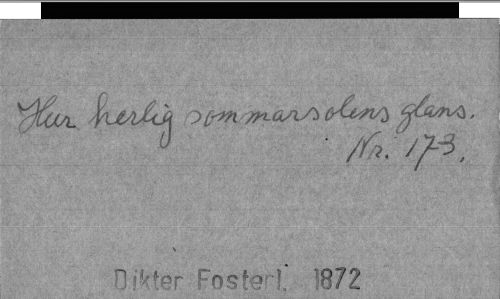 Hur herlig sommarsolens glans.
Nr. 173.
Dikter Fosterl. 1872